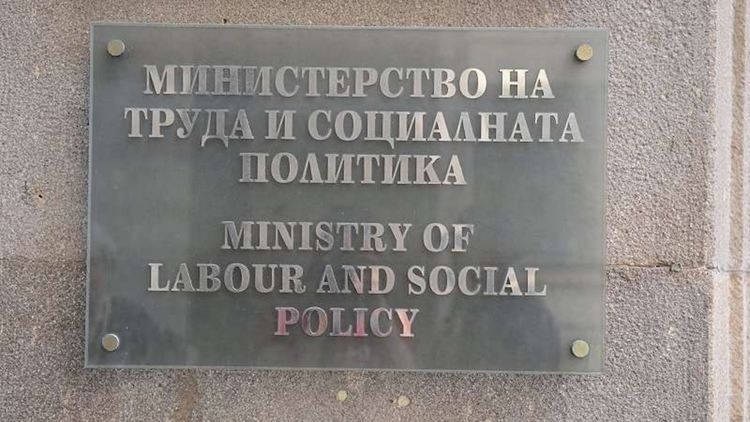 МИНИСТЕРСТВО НА
ТРУДА И СОЦИАЛНАТА
ПОЛИТИКА
MINISTRY OF
LABOUR AND SOCIAL
POLICY